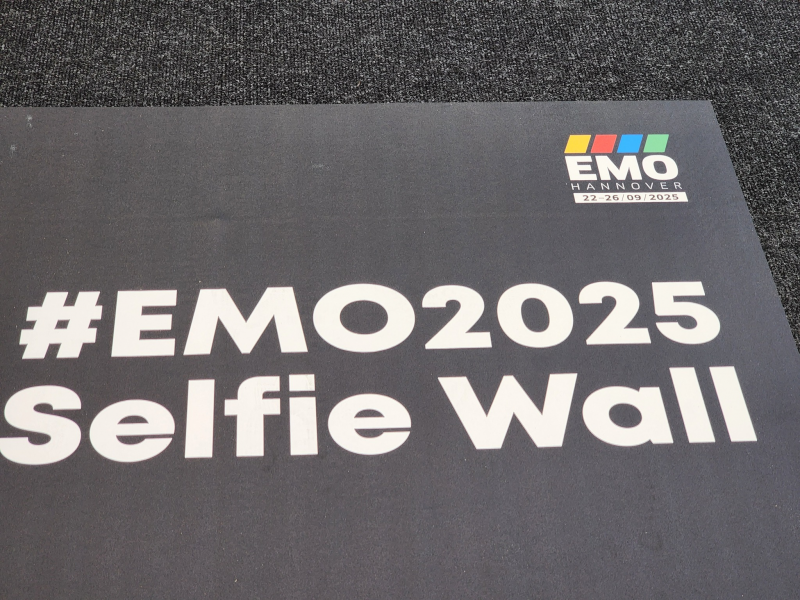 EMO
HANNOVER
22–26/09/2025
#EMO2025
Selfie Wall